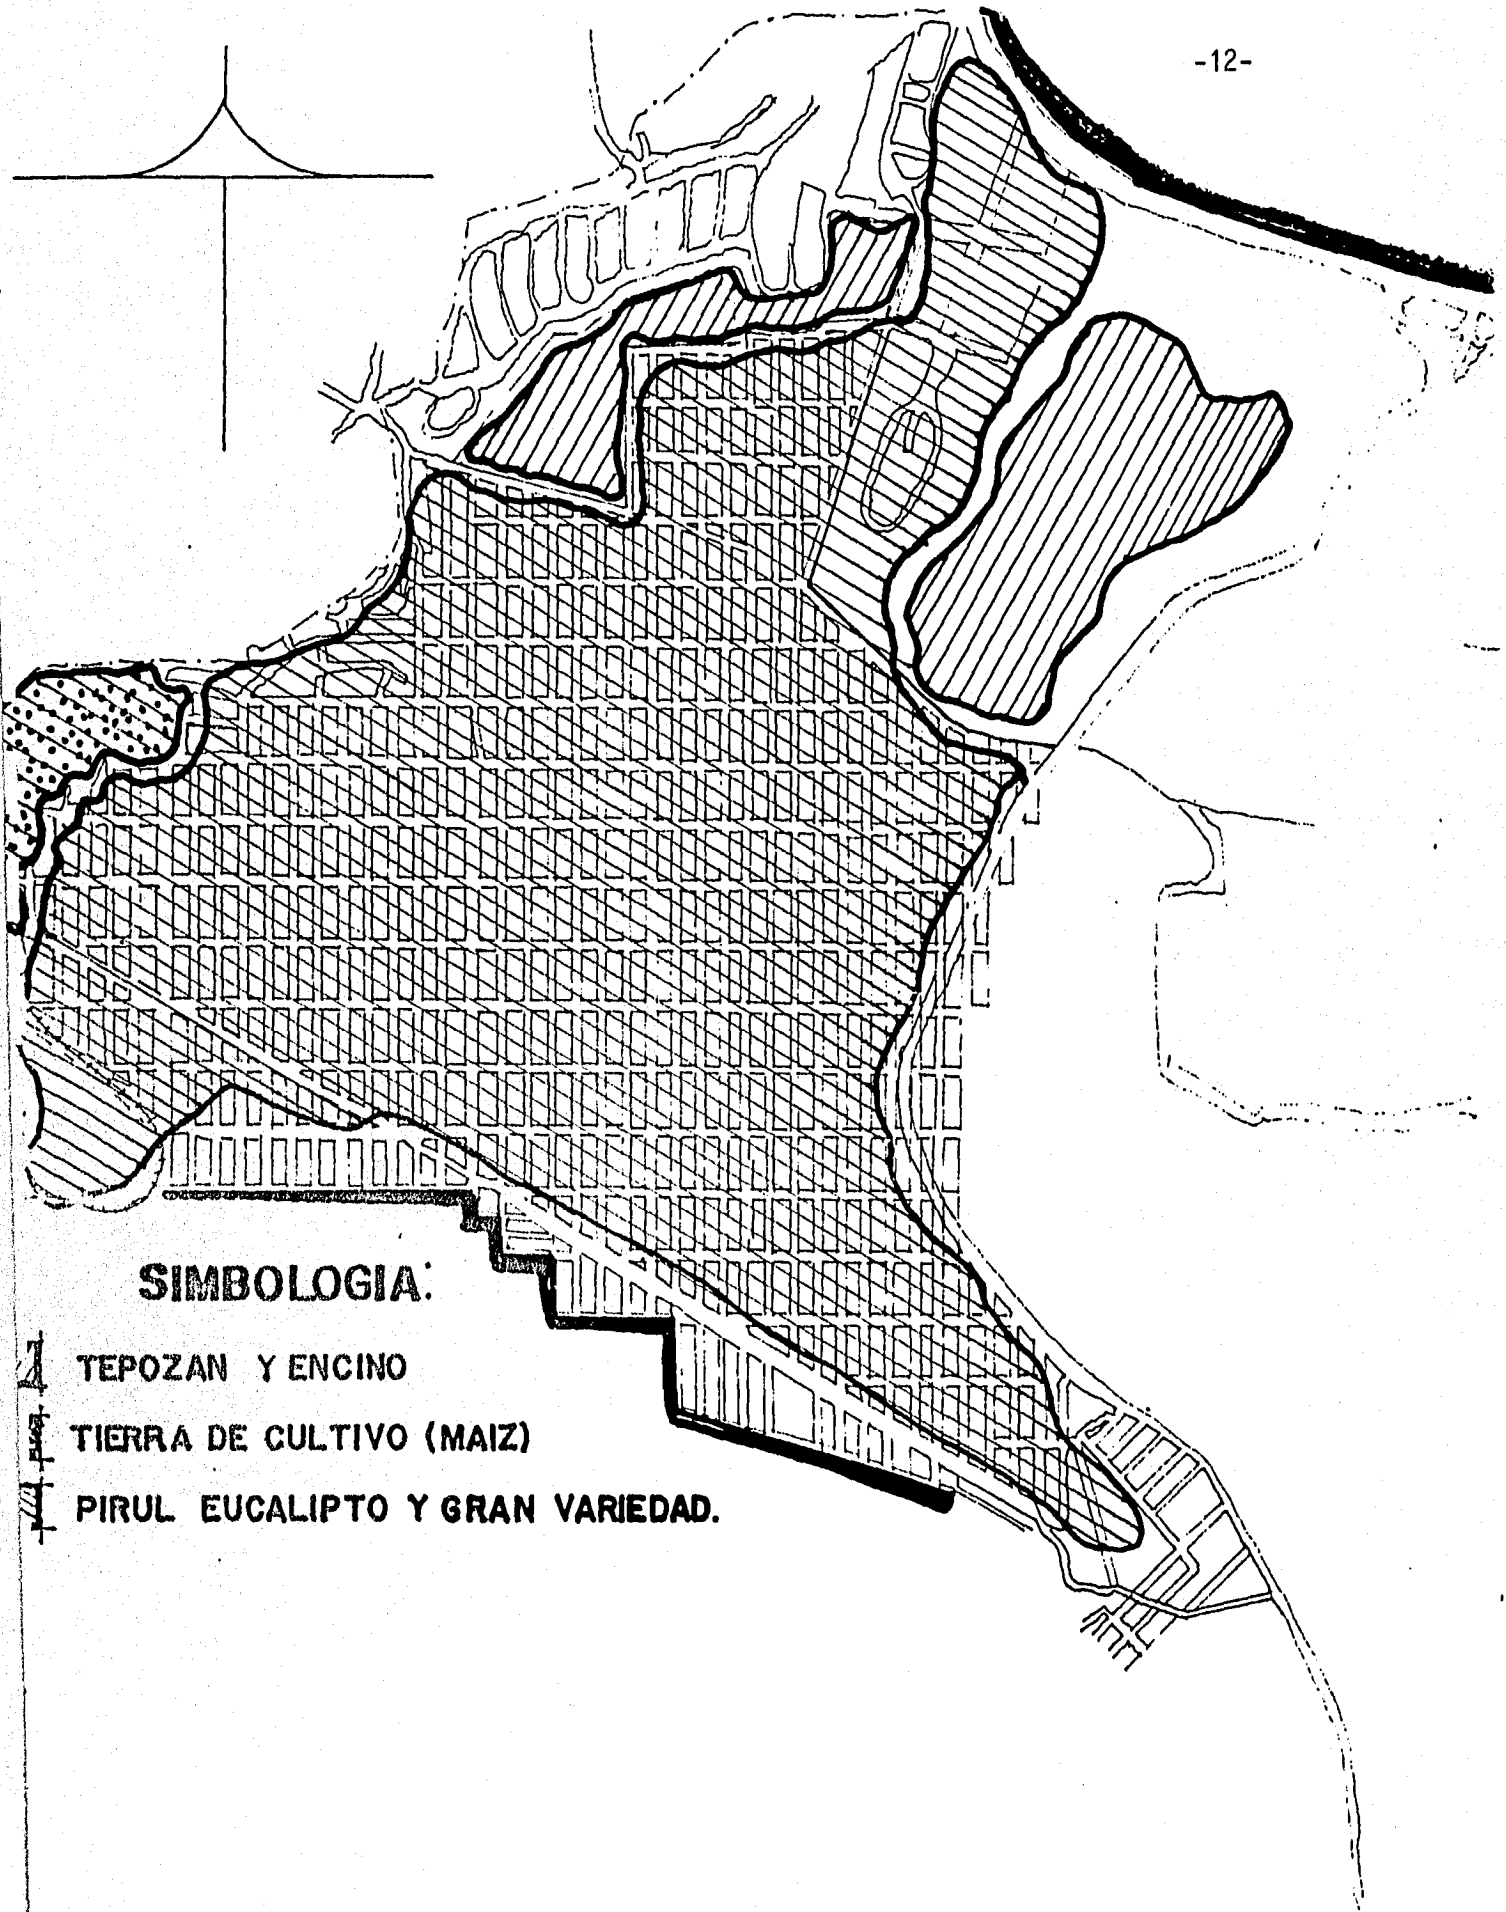 -12-
SIMBOLOGIA:
TEPOZAN Y ENCINO
TIERRA DE CULTIVO (MAIZ)
PIRUL EUCALIPTO Y GRAN VARIEDAD.